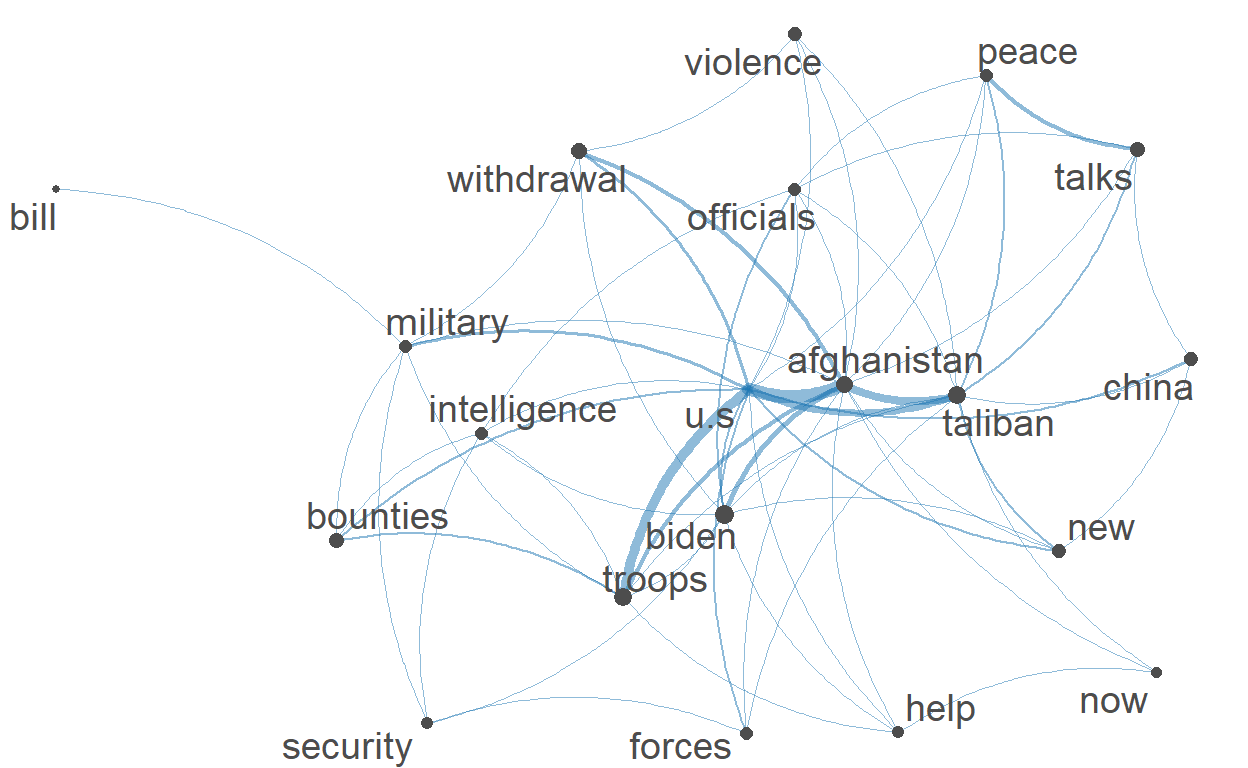 violence
peace
withdrawal
talks
bill
officials
military
afghanistan
china
intelligence
u.s
taliban
bounties
biden
new
troops
help
now
security
forces